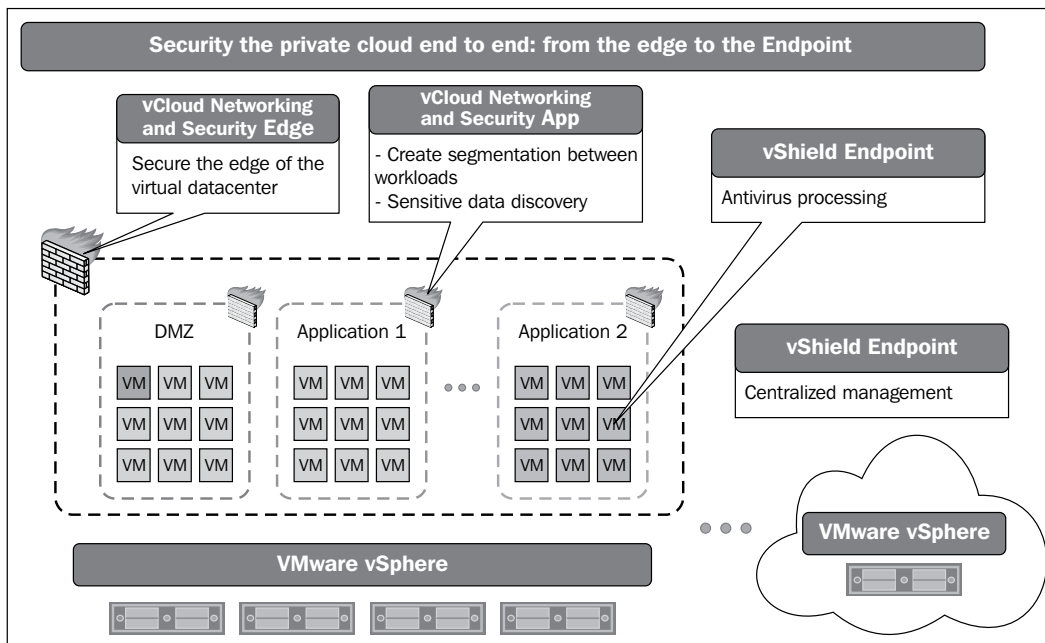 Security the private cloud end to end: from the edge to the Endpoint
vCloud Networking
and Security Edge
Secure the edge of the
virtual datacenter
vCloud Networking
and Security App
- Create segmentation between
workloads
- Sensitive data discovery
vShield Endpoint
Antivirus processing
DMZ
VM VM VM
VM VM VM
VM VM VM
Application 1
VM VM VM
VM VM VM
VM VM VM
Application 2
VM VM VM
VM VM VM
VM VM VM
vShield Endpoint
Centralized management
VMware vSphere
VMware vSphere